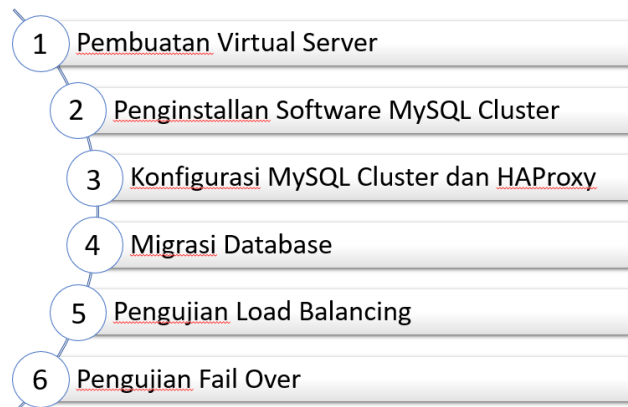 1 Pembuatan Virtual Server
2 Penginstallan Software MySQL Cluster
3 Konfigurasi MySQL Cluster dan HAProxy
4 Migrasi Database
5 Pengujian Load Balancing
6 Pengujian Fail Over